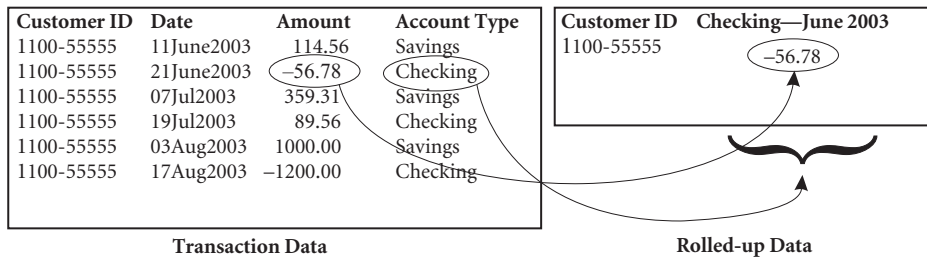 Customer ID Date Amount Account Type
1100-55555 11June2003 114.56 Savings
1100-55555 21June2003 –56.78 Checking
1100-55555 07Jul2003 359.31 Savings
1100-55555 19Jul2003 89.56 Checking
1100-55555 03Aug2003 1000.00 Savings
1100-55555 17Aug2003 –1200.00 Checking
Transaction Data
Customer ID Checking—June 2003
1100-55555 –56.78
Rolled-up Data